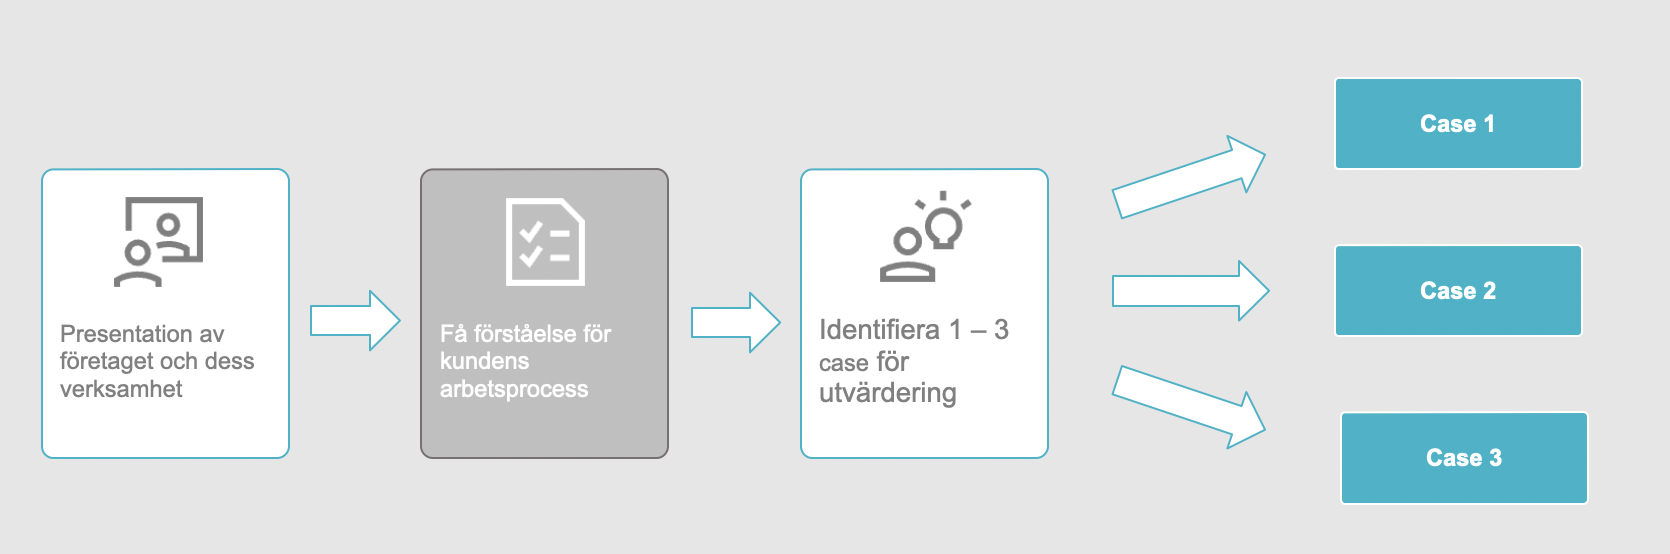 Presentation av
företaget och dess
verksamhet
Få förståelse för
kundens
arbetsprocess
Identifiera 1 – 3
case för
utvärdering
Case 1
Case 2
Case 3